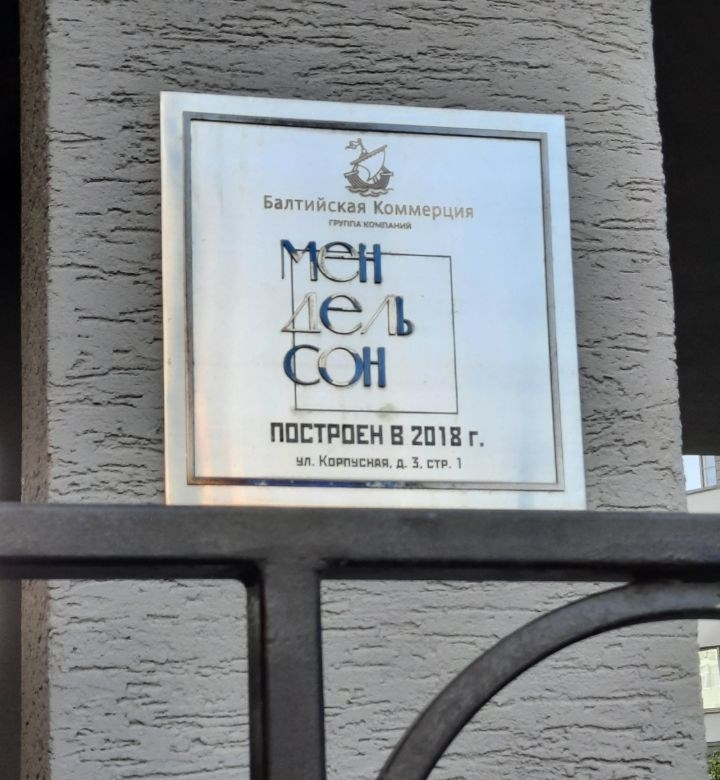 Балтийская Коммерция
ГРУППА КОМПАНИЙ
МЕН
ДЕЛЬ
СОН
ПОСТРОЕН В 2018 г.
ул. Корпусная, д. 3, стр. 1